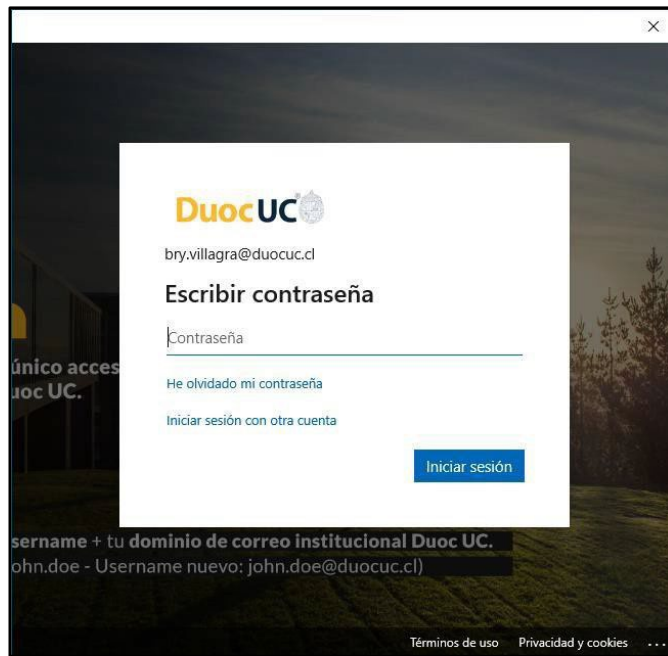 DuocUC
bry.villagra@duocuc.cl
Escribir contraseña
Contraseña
He olvidado mi contraseña
Iniciar sesión con otra cuenta
Iniciar sesión
único acces
uoc UC.
sername + tu dominio de correo institucional Duoc UC.
ohn.doe - Username nuevo: john.doe@duocuc.cl)
Términos de uso Privacidad y cookies ...